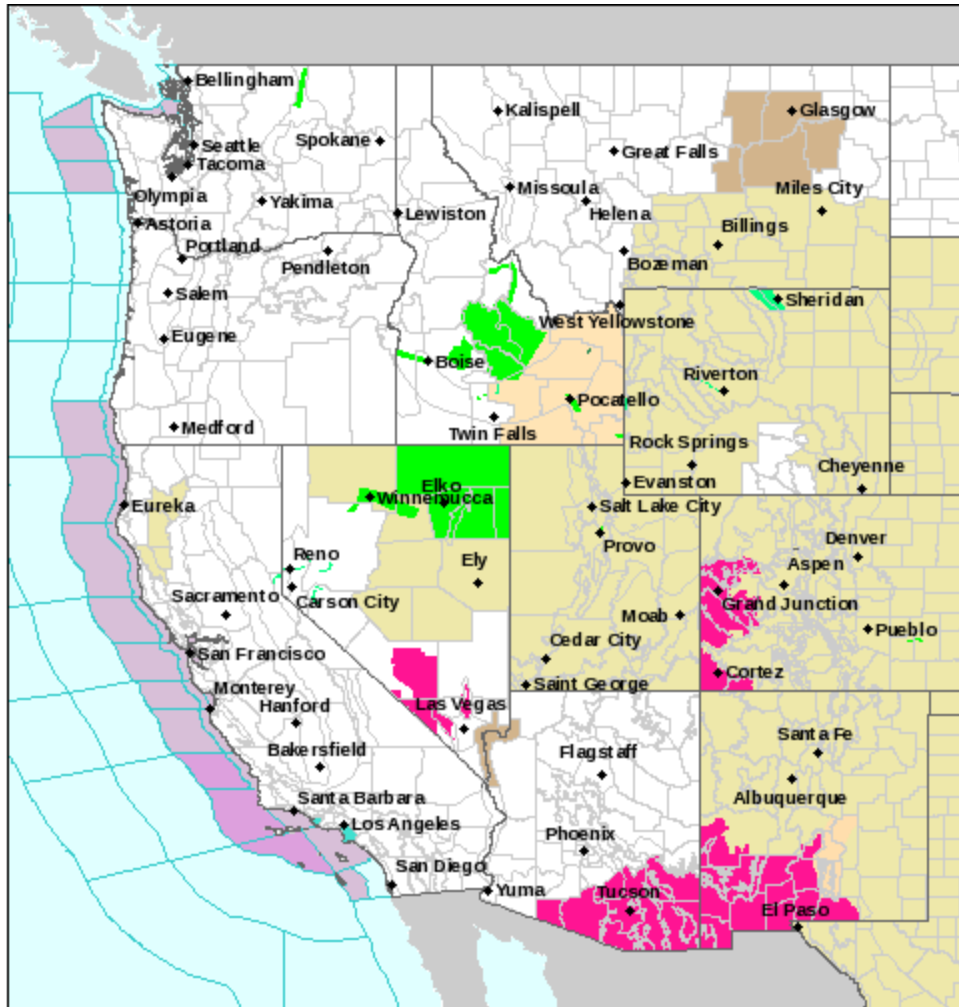 Bellingham
Kalispell
Glasgow
Seattle
Spokane
Great Falls
Tacoma
Olympia
Missoula
Miles City
Yakima
Helena
Lewiston
Astoria
Billings
Portland
Pendleton
Bozeman
Salem
Sheridan
West Yellowstone
Eugene
Boise
Riverton
Pocatello
Medford
Twin Falls
Rock Springs
Cheyenne
Elko
Evanston
Eureka
Winnemucca
Salt Lake City
Denver
Provo
Reno
Ely
Aspen
Sacramento
Carson City
Grand Junction
Moab
Pueblo
Cedar City
San Francisco
Cortez
Saint George
Monterey
Hanford
Las Vegas
Santa Fe
Bakersfield
Flagstaff
Albuquerque
Santa Barbara
Los Angeles
Phoenix
San Diego
Yuma
Tucson
El Paso